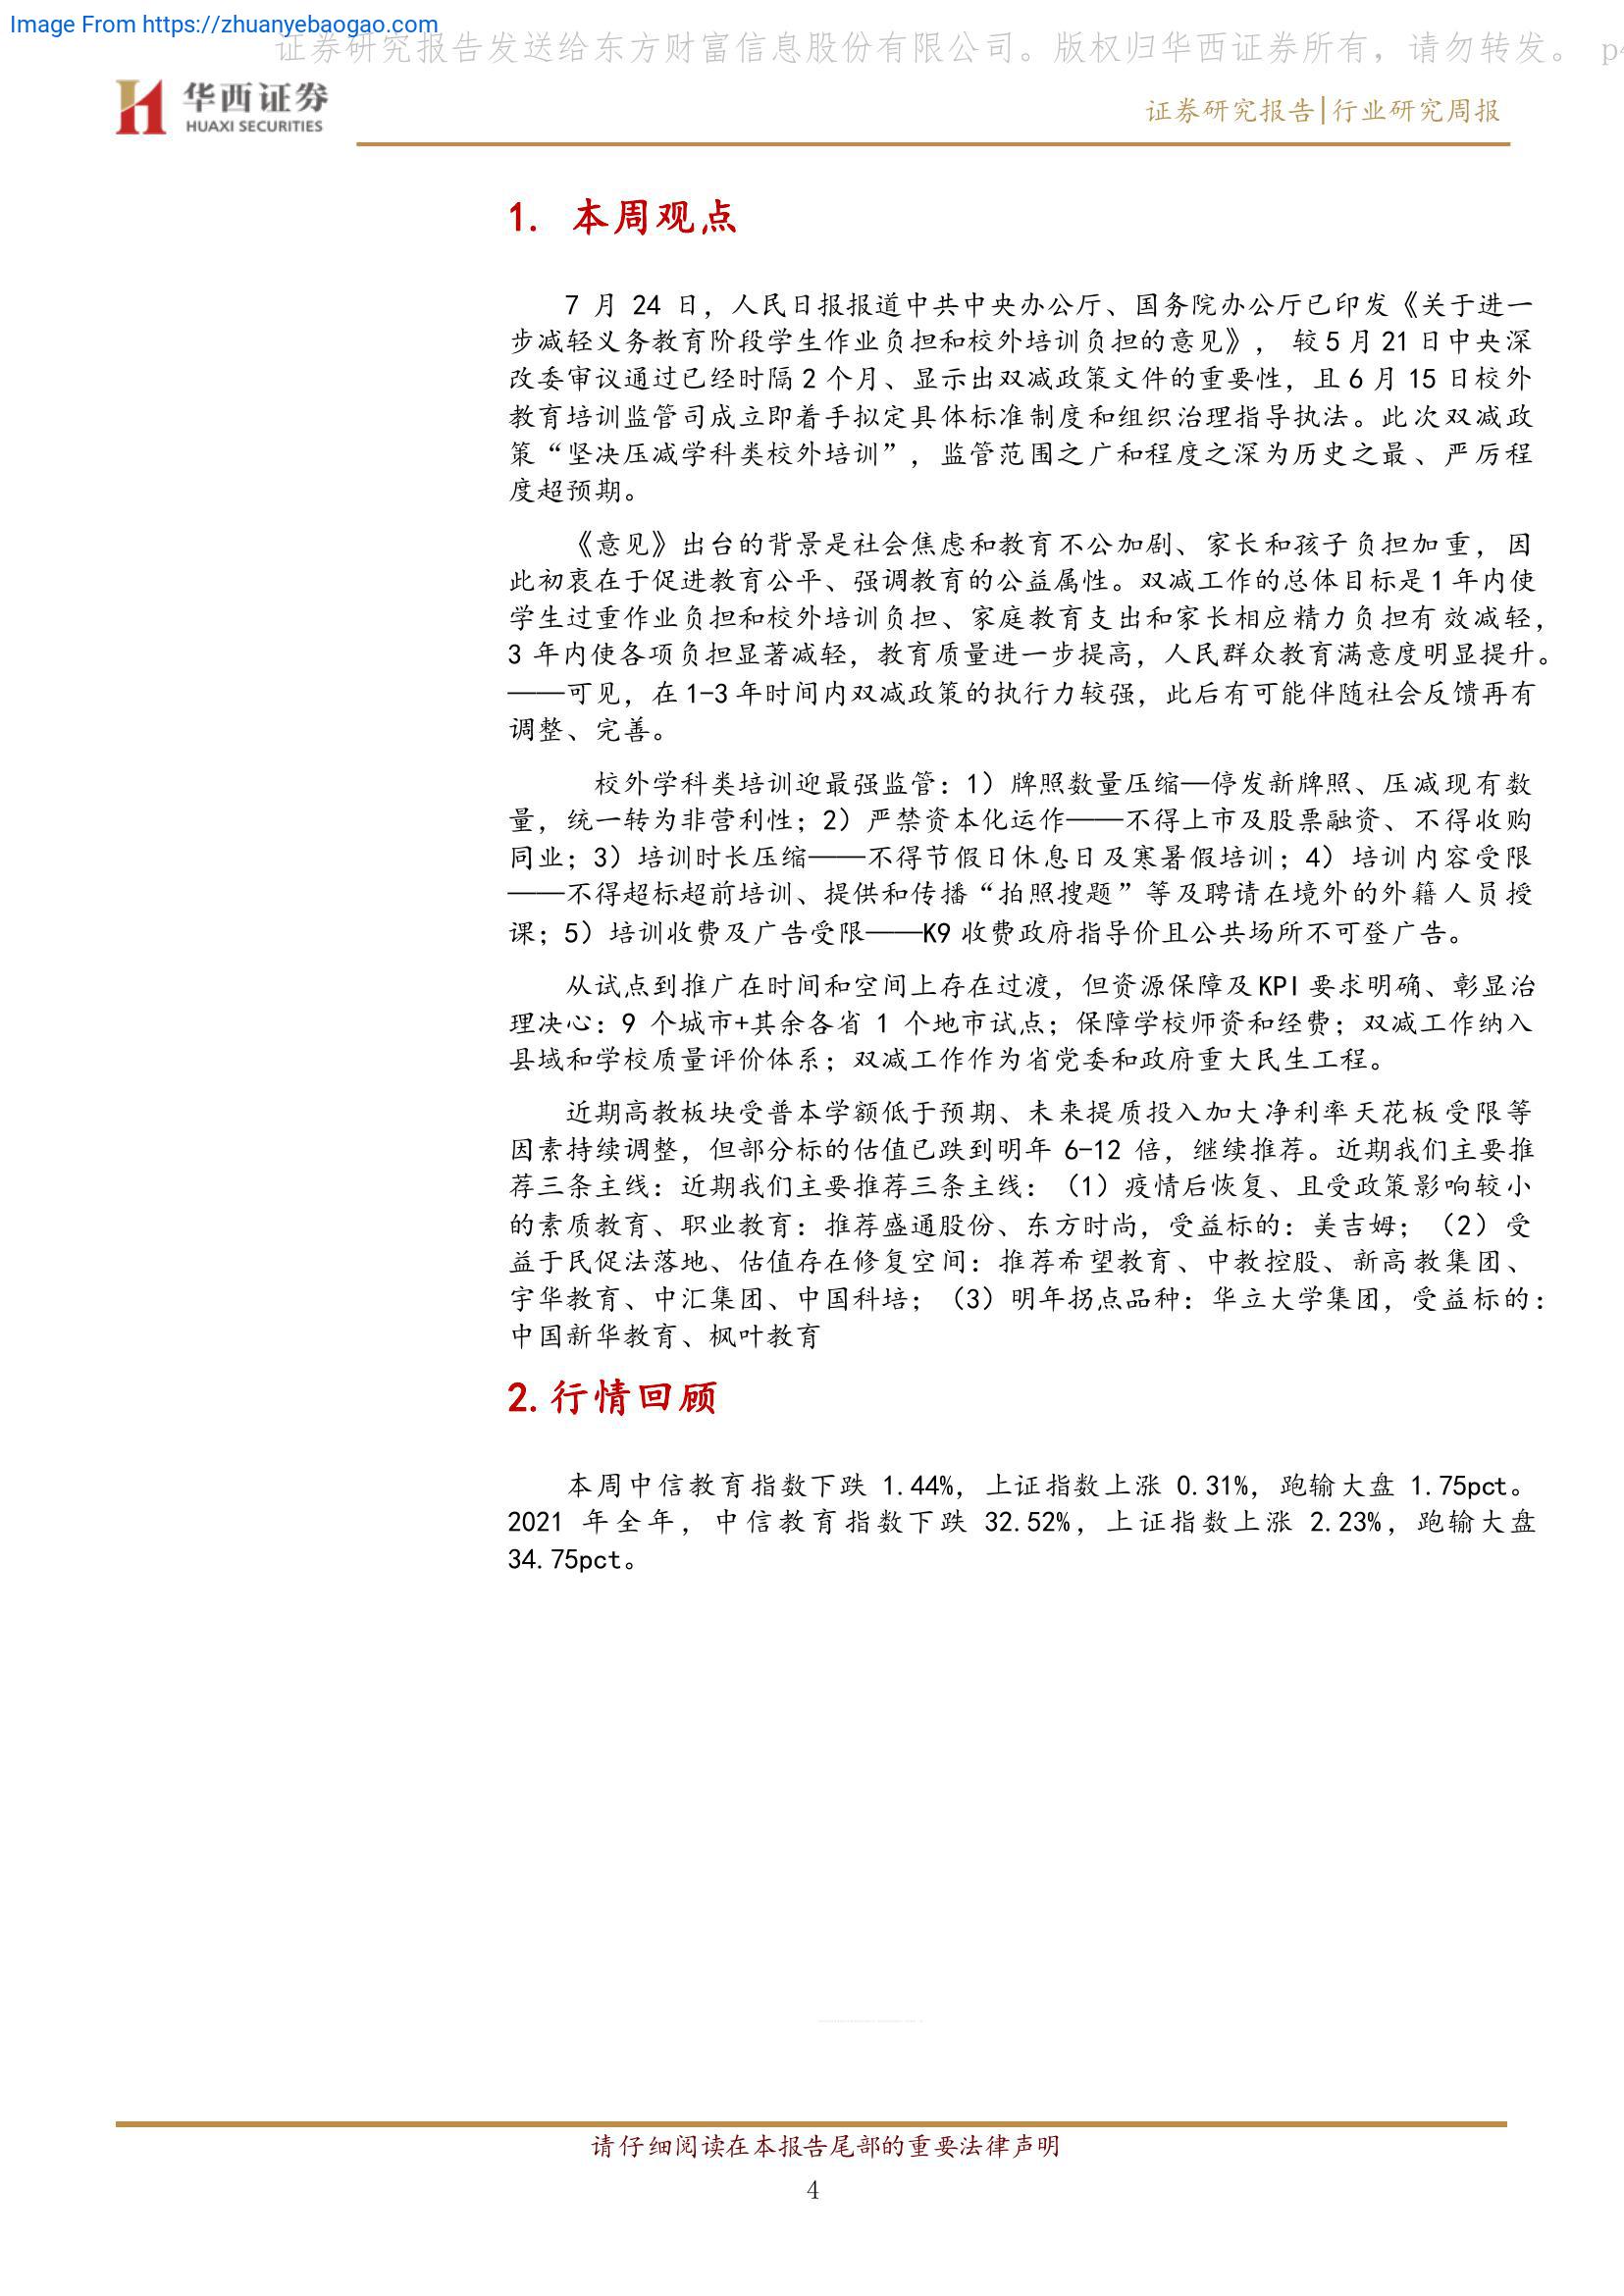 Image From https://zhuanyebaogao.com
证券研究报告发送给东方财富信息股份有限公司。版权归华西证券所有，请勿转发。 p4
华西证券
HUAXI SECURITIES
证券研究报告|行业研究周报
1. 本周观点
7 月 24 日，人民日报报道中共中央办公厅、国务院办公厅已印发《关于进一
步减轻义务教育阶段学生作业负担和校外培训负担的意见》， 较 5 月 21 日中央深
改委审议通过已经时隔 2 个月、显示出双减政策文件的重要性，且 6 月 15 日校外
教育培训监管司成立即着手拟定具体标准制度和组织治理指导执法。此次双减政
策“坚决压减学科类校外培训”，监管范围之广和程度之深为历史之最、严厉程
度超预期。
《意见》出台的背景是社会焦虑和教育不公加剧、家长和孩子负担加重，因
此初衷在于促进教育公平、强调教育的公益属性。双减工作的总体目标是 1 年内使
学生过重作业负担和校外培训负担、家庭教育支出和家长相应精力负担有效减轻，
3 年内使各项负担显著减轻，教育质量进一步提高，人民群众教育满意度明显提升。
——可见，在 1-3 年时间内双减政策的执行力较强，此后有可能伴随社会反馈再有
调整、完善。
校外学科类培训迎最强监管：1）牌照数量压缩—停发新牌照、压减现有数
量，统一转为非营利性；2）严禁资本化运作——不得上市及股票融资、不得收购
同业；3）培训时长压缩——不得节假日休息日及寒暑假培训；4）培训内容受限
——不得超标超前培训、提供和传播“拍照搜题”等及聘请在境外的外籍人员授
课；5）培训收费及广告受限——K9 收费政府指导价且公共场所不可登广告。
从试点到推广在时间和空间上存在过渡，但资源保障及 KPI 要求明确、彰显治
理决心：9 个城市+其余各省 1 个地市试点；保障学校师资和经费；双减工作纳入
县域和学校质量评价体系；双减工作作为省党委和政府重大民生工程。
近期高教板块受普本学额低于预期、未来提质投入加大净利率天花板受限等
因素持续调整，但部分标的估值已跌到明年 6-12 倍，继续推荐。近期我们主要推
荐三条主线：近期我们主要推荐三条主线：（1）疫情后恢复、且受政策影响较小
的素质教育、职业教育：推荐盛通股份、东方时尚，受益标的：美吉姆；（2）受
益于民促法落地、估值存在修复空间：推荐希望教育、中教控股、新高教集团、
宇华教育、中汇集团、中国科培；（3）明年拐点品种：华立大学集团，受益标的：
中国新华教育、枫叶教育
2.行情回顾
本周中信教育指数下跌 1.44%，上证指数上涨 0.31%，跑输大盘 1.75pct。
2021 年全年，中信教育指数下跌 32.52%，上证指数上涨 2.23%，跑输大盘
34.75pct。
请仔细阅读在本报告尾部的重要法律声明
4